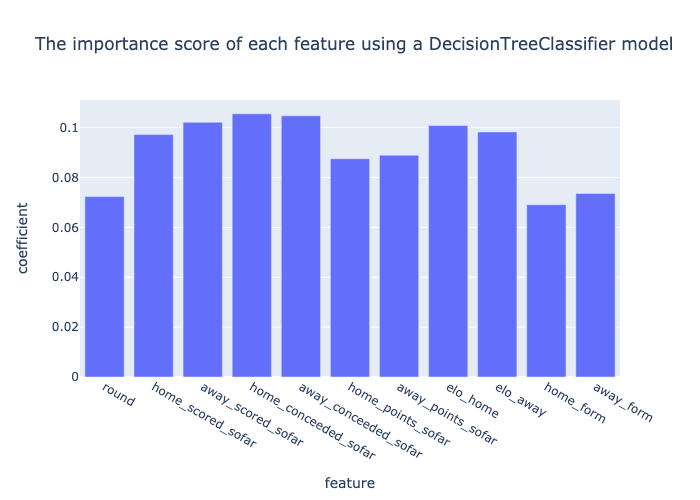 The importance score of each feature using a DecisionTreeClassifier model
coefficient
0.1
0.08
0.06
0.04
0.02
0
round
home_scored_sofar
away_scored_sofar
home_conceeded_sofar
away_conceeded_sofar
home_points_sofar
away_points_sofar
elo_home
elo_away
home_form
away_form
feature